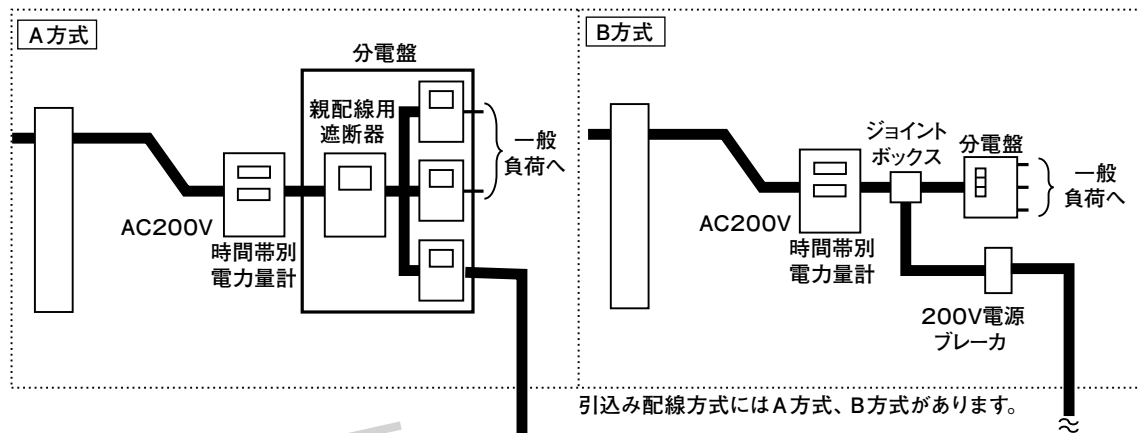 A方式
分電盤
親配線用
遮断器
一般
負荷へ
AC200V
時間帯別
電力量計
B方式
ジョイント
ボックス
分電盤
一般
負荷へ
AC200V
時間帯別
電力量計
200V電源
ブレーカ
引込み配線方式にはA方式、B方式があります。